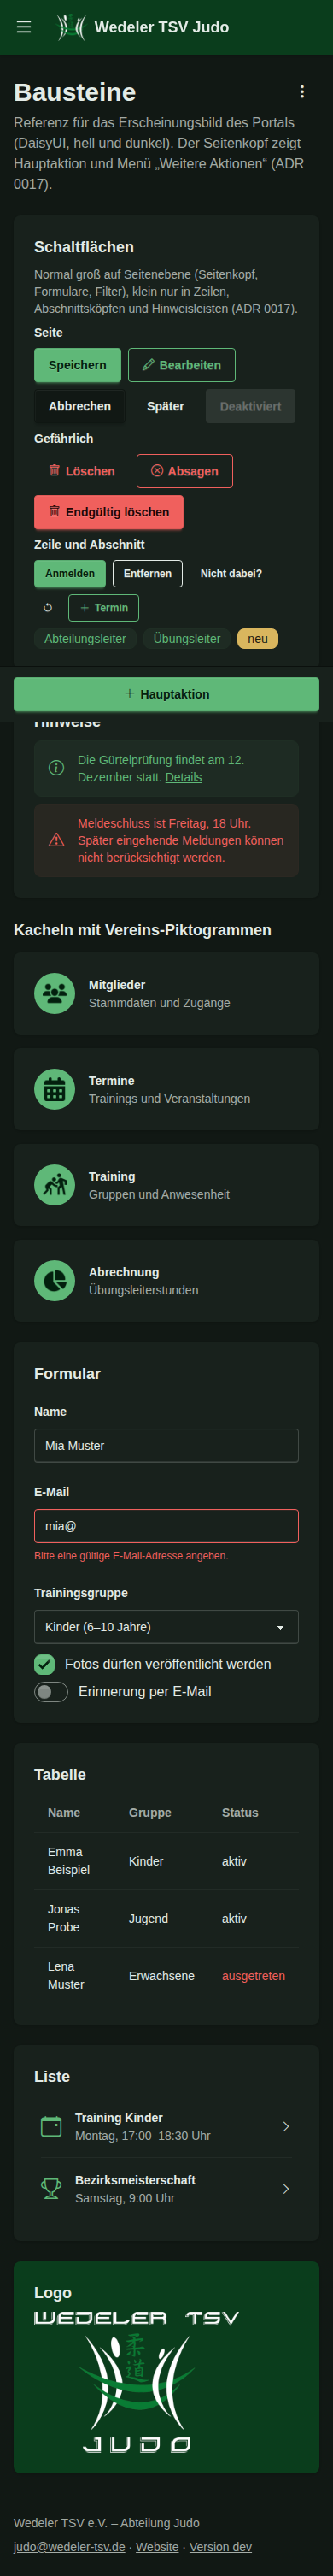 Wedeler TSV Judo
Bausteine
Referenz für das Erscheinungsbild des Portals
(DaisyUI, hell und dunkel). Der Seitenkopf zeigt
Hauptaktion und Menü „Weitere Aktionen“ (ADR
0017).
Schaltflächen
Normal groß auf Seitenebene (Seitenkopf,
Formulare, Filter), klein nur in Zeilen,
Abschnittsköpfen und Hinweisleisten (ADR 0017).
Seite
Speichern Bearbeiten
Abbrechen Später Deaktiviert
Gefährlich
Löschen Absagen
Endgültig löschen
Zeile und Abschnitt
Anmelden Entfernen Nicht dabei?
Termin
Abteilungsleiter Übungsleiter neu
Hauptaktion
Hinweise
Die Gürtelprüfung findet am 12.
Dezember statt. Details
Meldeschluss ist Freitag, 18 Uhr.
Später eingehende Meldungen können
nicht berücksichtigt werden.
Kacheln mit Vereins-Piktogrammen
Mitglieder
Stammdaten und Zugänge
Termine
Trainings und Veranstaltungen
Training
Gruppen und Anwesenheit
Abrechnung
Übungsleiterstunden
Formular
Name
Mia Muster
E-Mail
mia@
Bitte eine gültige E-Mail-Adresse angeben.
Trainingsgruppe
Kinder (6–10 Jahre)
Fotos dürfen veröffentlicht werden
Erinnerung per E-Mail
Tabelle
Name Gruppe Status
Emma
Beispiel
Kinder aktiv
Jonas
Probe
Jugend aktiv
Lena
Muster
Erwachsene ausgetreten
Liste
Training Kinder
Montag, 17:00–18:30 Uhr
Bezirksmeisterschaft
Samstag, 9:00 Uhr
Logo
WEDELER TSV
柔
道
JUDO
Wedeler TSV e.V. – Abteilung Judo
judo@wedeler-tsv.de · Website · Version dev